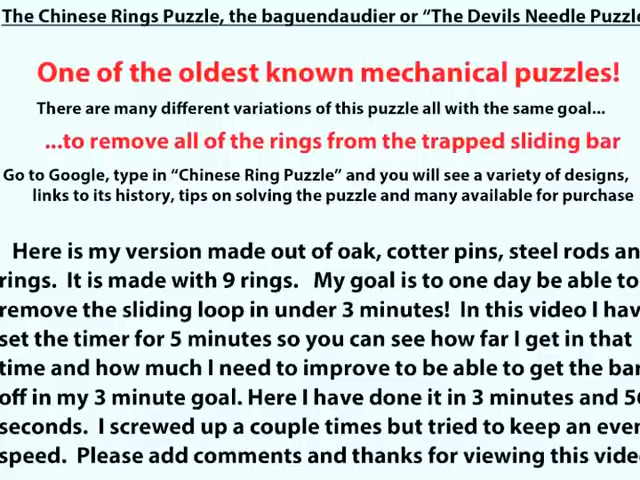 The Chinese Rings Puzzle, the baguendaudier or “The Devils Needle Puzzle
One of the oldest known mechanical puzzles!
There are many different variations of this puzzle all with the same goal...
...to remove all of the rings from the trapped sliding bar
Go to Google, type in “Chinese Ring Puzzle” and you will see a variety of designs,
links to its history, tips on solving the puzzle and many available for purchase
Here is my version made out of oak, cotter pins, steel rods an
rings.  It is made with 9 rings.   My goal is to one day be able to
remove the sliding loop in under 3 minutes!  In this video I hav
set the timer for 5 minutes so you can see how far I get in that
time and how much I need to improve to be able to get the bar
off in my 3 minute goal. Here I have done it in 3 minutes and 56
seconds.  I screwed up a couple times but tried to keep an even
speed.  Please add comments and thanks for viewing this vide